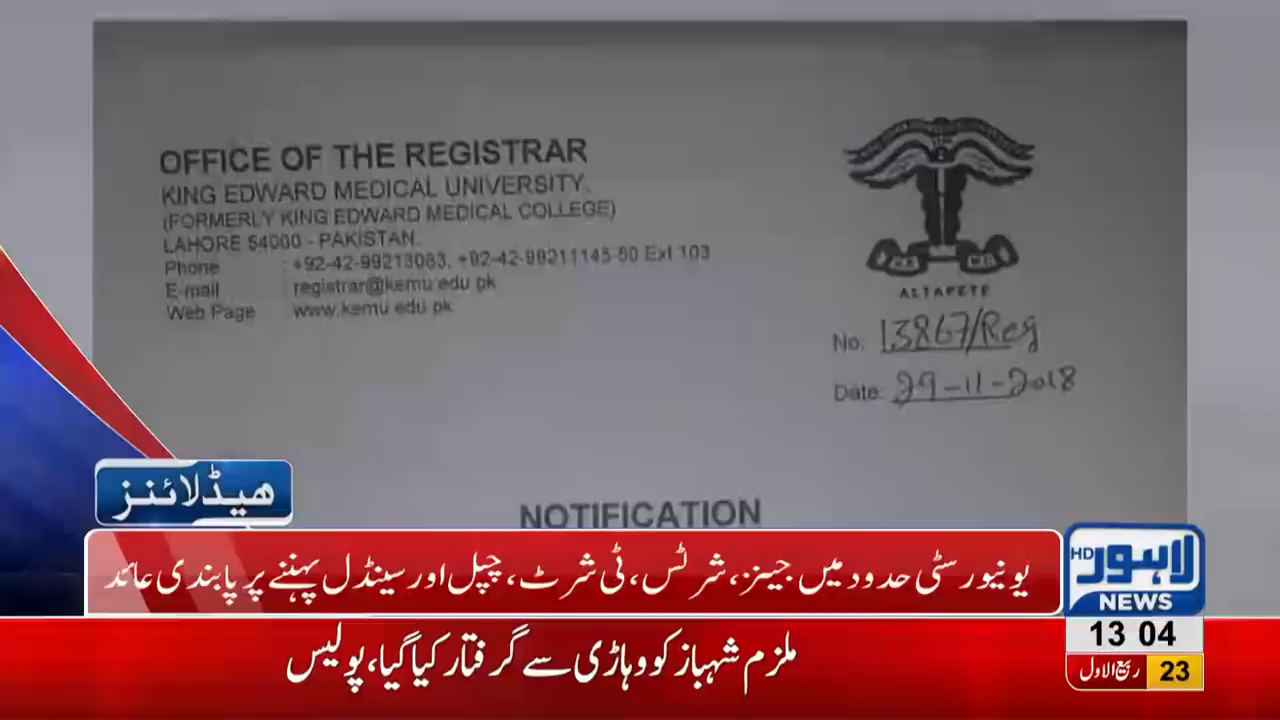 OFFICE OF THE REGISTRAR
KING EDWARD MEDICAL UNIVERSITY,
(FORMERLY KING EDWARD MEDICAL COLLEGE)
LAHORE 54000 - PAKISTAN.
Phone : +92-42-99213083, +92-42-99211145-50 Ext 103
E-mail : registrar@kemu.edu.pk
Web Page www.kemu.edu.pk
ALTAPETE
No. 13867/Reg
Date: 29-11-2018
NOTIFICATION
ھیڈلائنز
یونیورسٹی حدود میں جینز، شرٹس، ٹی شرٹ، چپل اور سینڈل پہننے پر پابندی عائد
ملزم شہباز کو وہاڑی سے گرفتار کیا گیا، پولیس
لاہور HD
NEWS
13 04
23 ربیع الاول